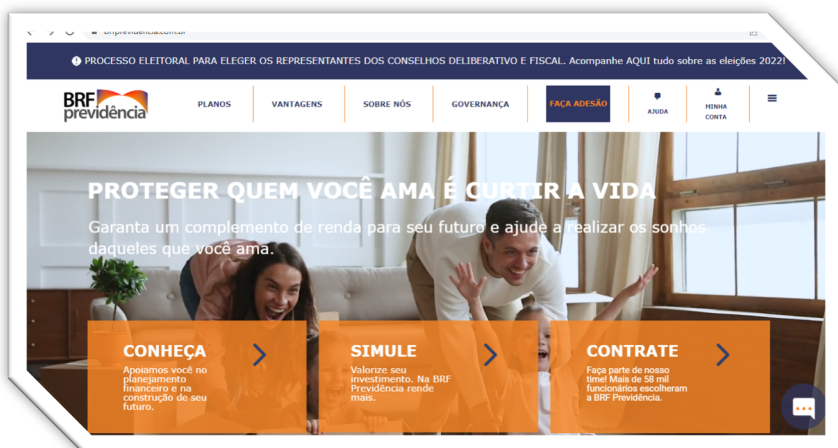 brfprevidencia.com.br
PROCESSO ELEITORAL PARA ELEGER OS REPRESENTANTES DOS CONSELHOS DELIBERATIVO E FISCAL. Acompanhe AQUI tudo sobre as eleições 2022!
BRF
previdência
PLANOS
VANTAGENS
SOBRE NÓS
GOVERNANÇA
FAÇA ADESÃO
AJUDA
MINHA
CONTA
PROTEGER QUEM VOCÊ AMA É CURTIR A VIDA
Garanta um complemento de renda para seu futuro e ajude a realizar os sonhos
daqueles que você ama.
CONHEÇA
Apoiamos você no
planejamento
financeiro e na
construção de seu
futuro.
SIMULE
Valorize seu
investimento. Na BRF
Previdência rende
mais.
CONTRATE
Faça parte de nosso
time! Mais de 58 mil
funcionários escolheram
a BRF Previdência.